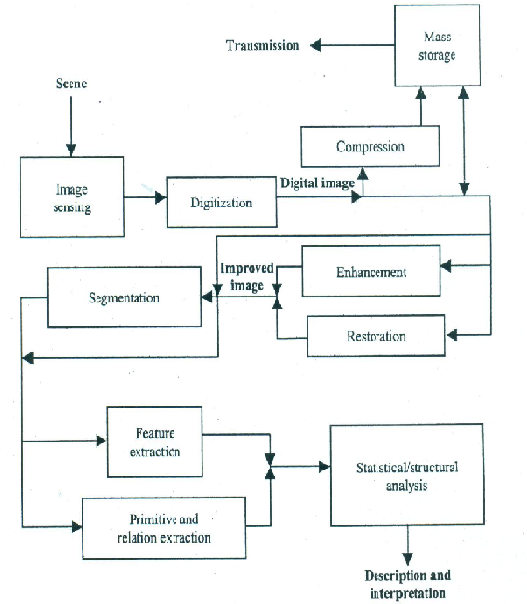 Mass
storage
Transmission
Scene
Compression
Image
sensing
Digitization
Digital image
Improved
image
Enhancement
Segmentation
Restoration
Feature
extraction
Statistical/structural
analysis
Primitive and
relation extraction
Description and
interpretation